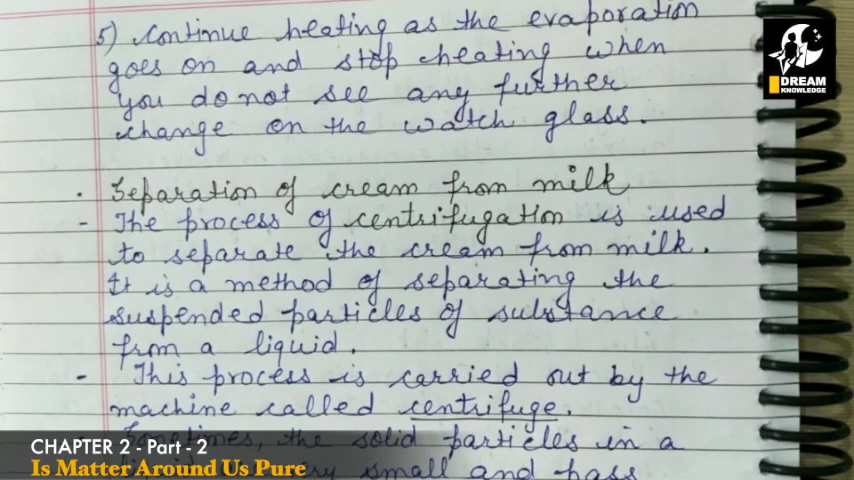 5) Continue heating as the evaporation
goes on and stop heating when
you do not see any further
change on the watch glass.
DREAM
KNOWLEDGE
· Separation of cream from milk
- The process of centrifugation is used
to separate the cream from milk.
It is a method of separating the
suspended particles of substance
from a liquid.
- This process is carried out by the
machine called centrifuge.
Sometimes, the solid particles in a
small and pass
CHAPTER 2 - Part - 2
Is Matter Around Us Pure